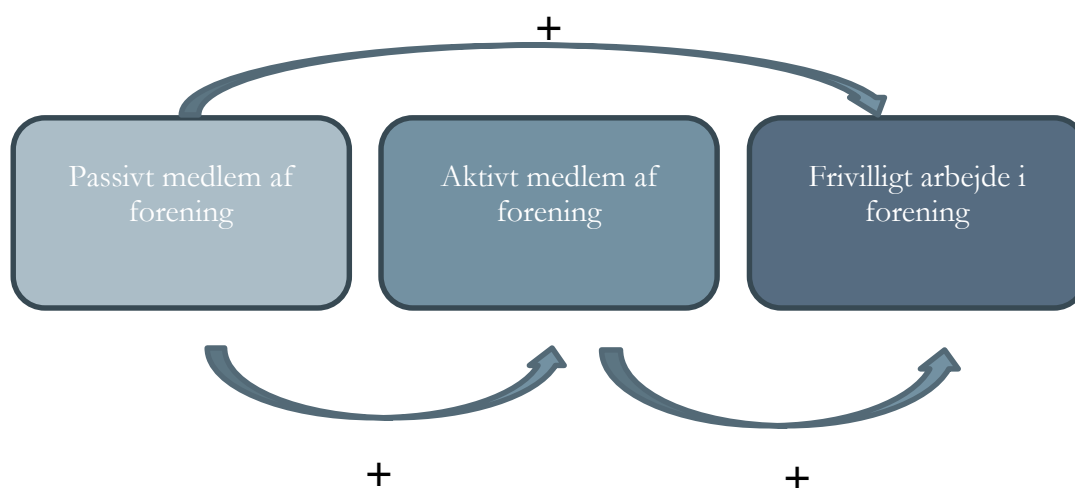 +
Passivt medlem af
forening
Aktivt medlem af
forening
Frivilligt arbejde i
forening
+
+